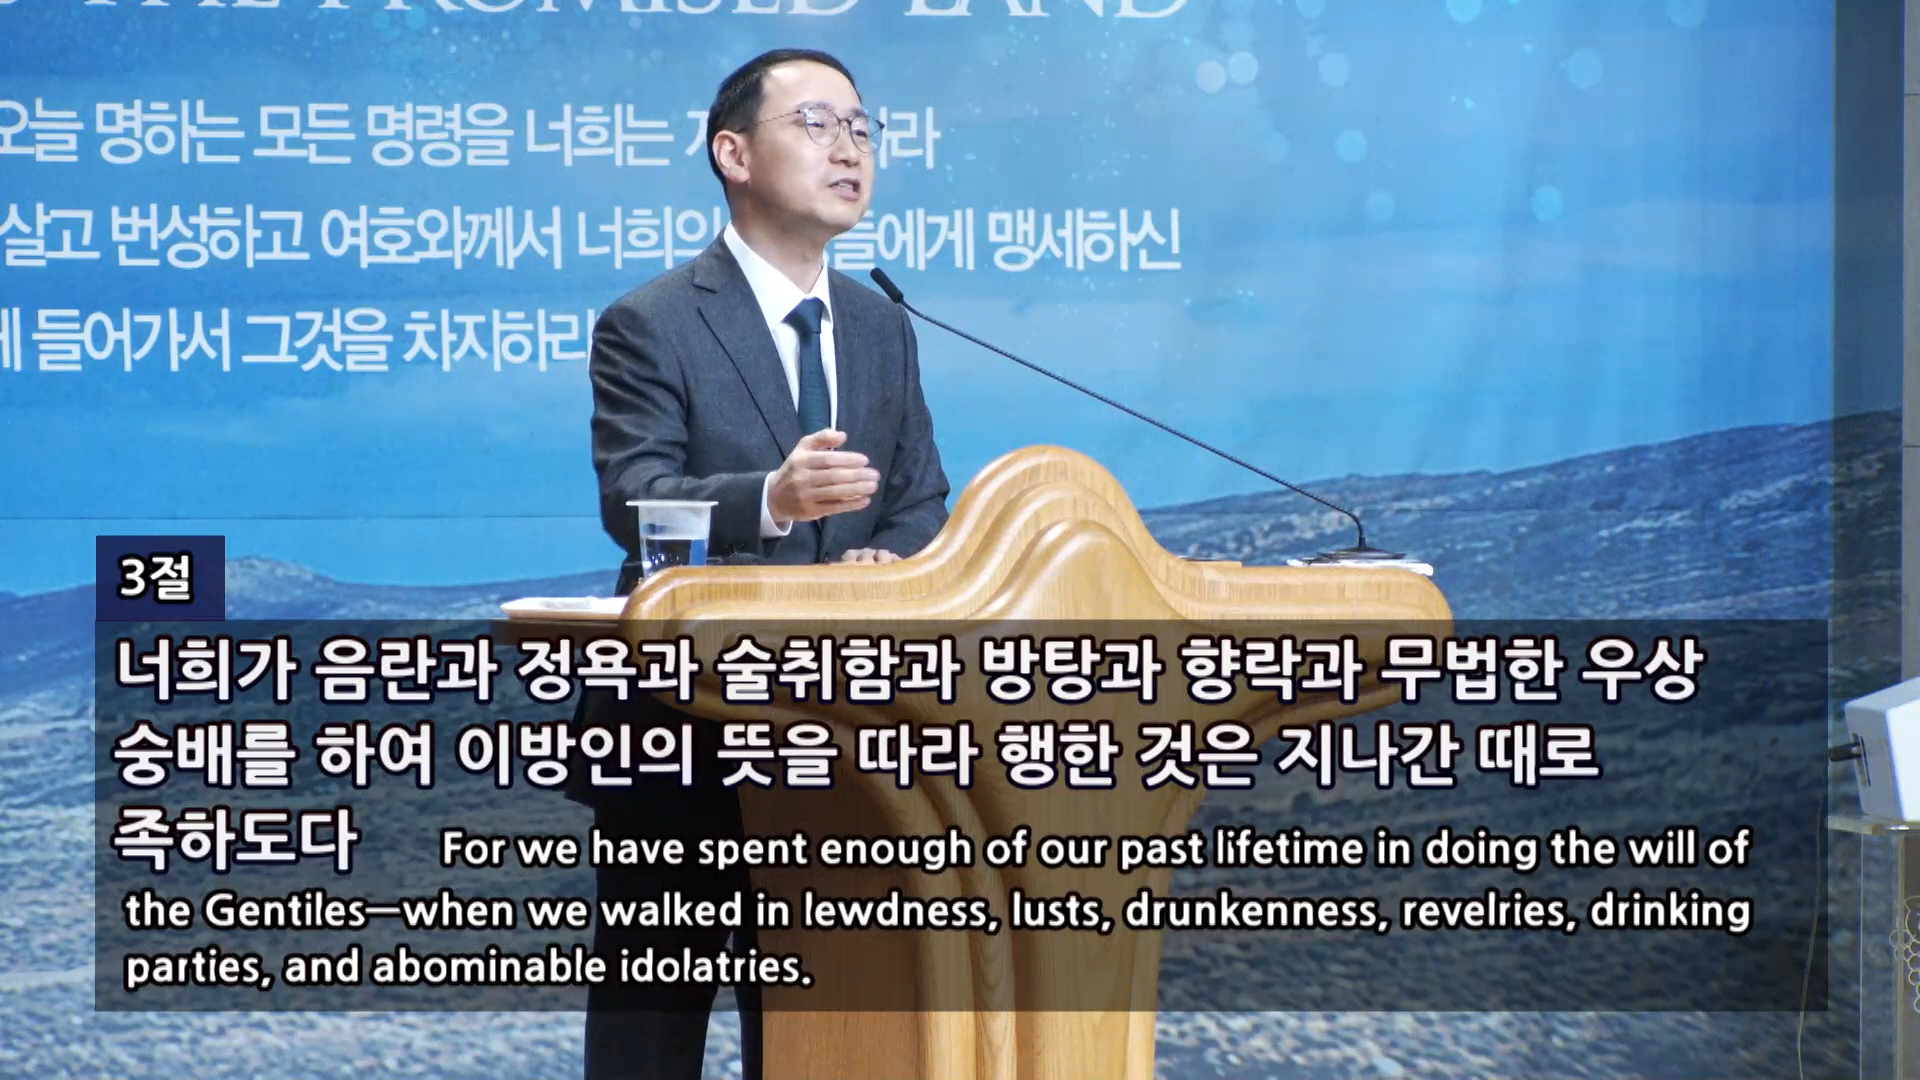 THE PROMISED LAND
오늘 명하는 모든 명령을 너희는
살고 번성하고 여호와께서 너희의 들에게 맹세하신
들어가서 그것을 차지하라
3절
너희가 음란과 정욕과 술취함과 방탕과 향락과 무법한 우상
숭배를 하여 이방인의 뜻을 따라 행한 것은 지나간 때로
족하도다 For we have spent enough of our past lifetime in doing the will of
the Gentiles—when we walked in lewdness, lusts, drunkenness, revelries, drinking
parties, and abominable idolatries.